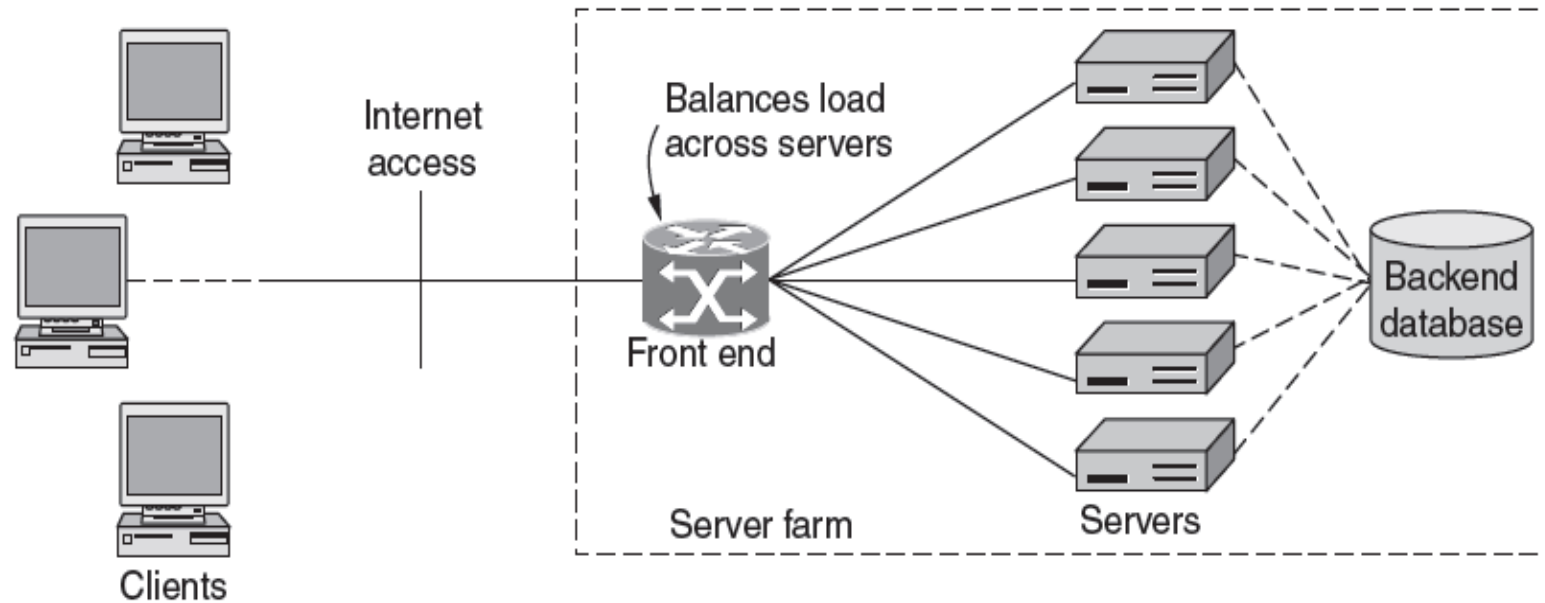 Internet
access
Balances load
across servers
Front end
Backend
database
Server farm
Servers
Clients